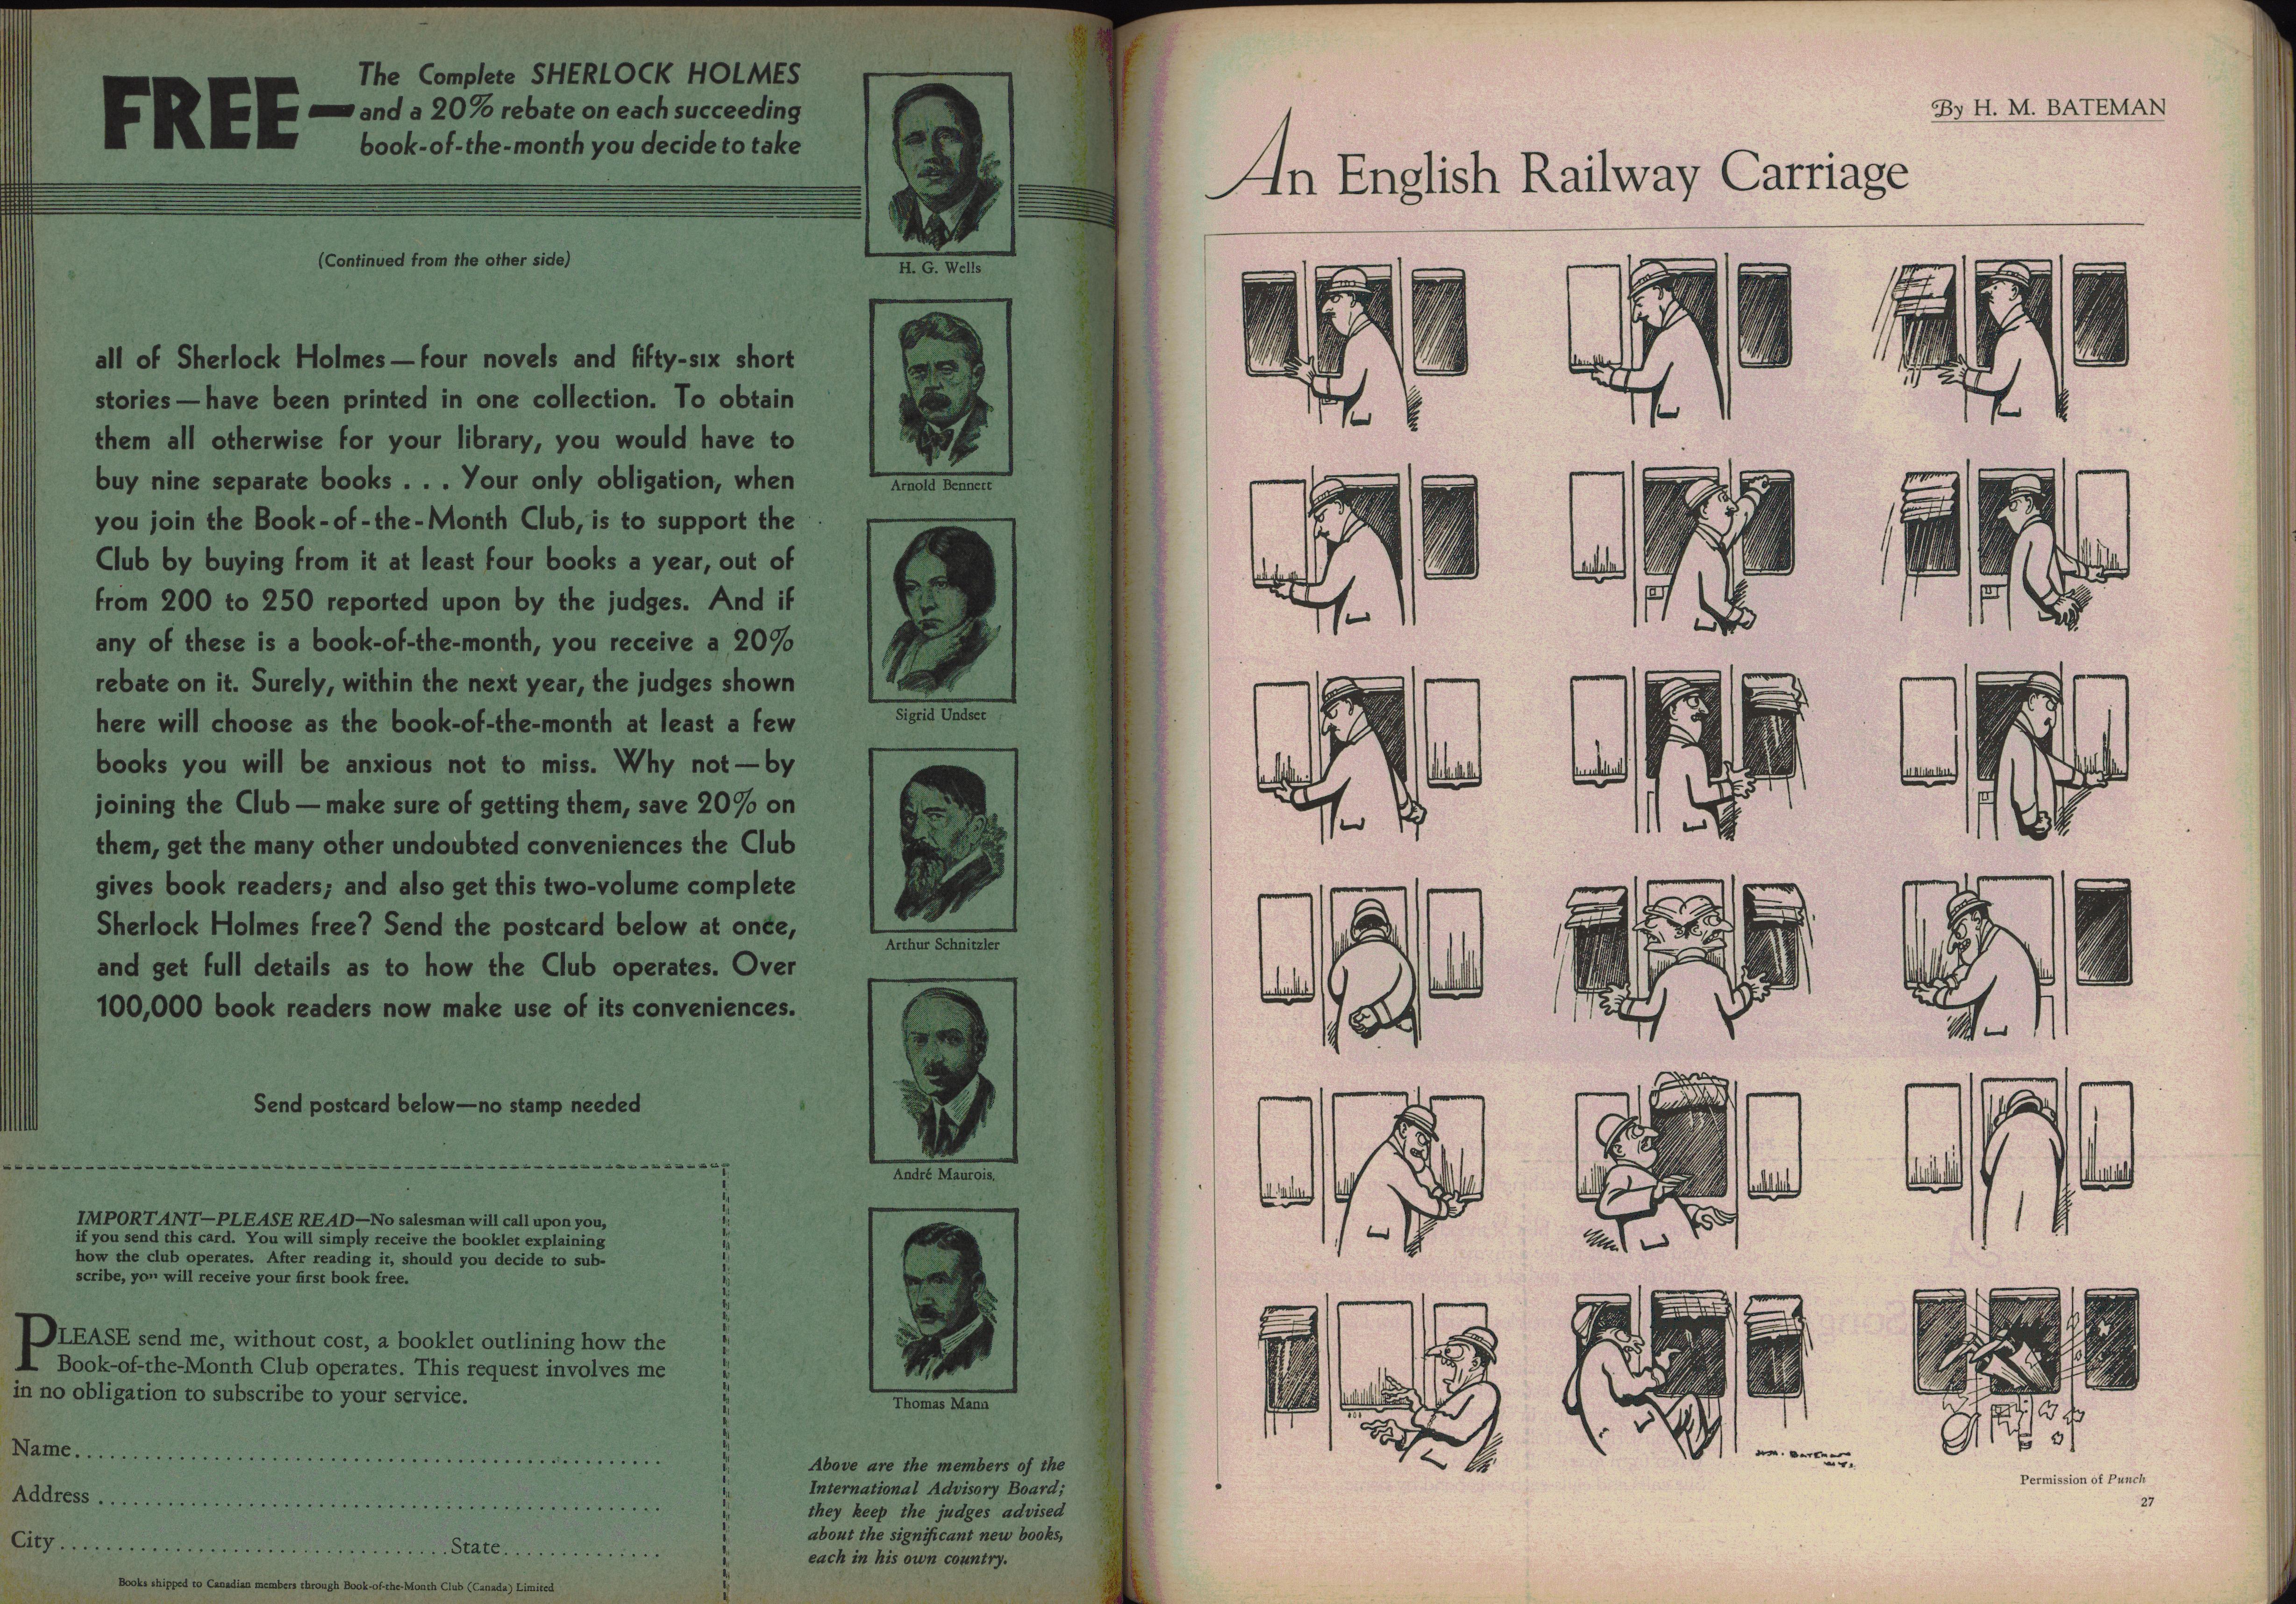 FREE—
The Complete SHERLOCK HOLMES
and a 20% rebate on each succeeding
book-of-the-month you decide to take
(Continued from the other side)
all of Sherlock Holmes—four novels and fifty-six short
stories—have been printed in one collection. To obtain
them all otherwise for your library, you would have to
buy nine separate books . . . Your only obligation, when
you join the Book-of-the-Month Club, is to support the
Club by buying from it at least four books a year, out of
from 200 to 250 reported upon by the judges. And if
any of these is a book-of-the-month, you receive a 20%
rebate on it. Surely, within the next year, the judges shown
here will choose as the book-of-the-month at least a few
books you will be anxious not to miss. Why not—by
joining the Club—make sure of getting them, save 20% on
them, get the many other undoubted conveniences the Club
gives book readers; and also get this two-volume complete
Sherlock Holmes free? Send the postcard below at once,
and get full details as to how the Club operates. Over
100,000 book readers now make use of its conveniences.
Send postcard below—no stamp needed
IMPORTANT—PLEASE READ—No salesman will call upon you,
if you send this card. You will simply receive the booklet explaining
how the club operates. After reading it, should you decide to sub-
scribe, you will receive your first book free.
PLEASE send me, without cost, a booklet outlining how the
Book-of-the-Month Club operates. This request involves me
in no obligation to subscribe to your service.
Name
Address
City State
Books shipped to Canadian members through Book-of-the-Month Club (Canada) Limited
H. G. Wells
Arnold Bennett
Sigrid Undset
Arthur Schnitzler
André Maurois
Thomas Mann
Above are the members of the
International Advisory Board;
they keep the judges advised
about the significant new books,
each in his own country.
By H. M. BATEMAN
An English Railway Carriage
H.M. BATEMAN
Permission of Punch
27